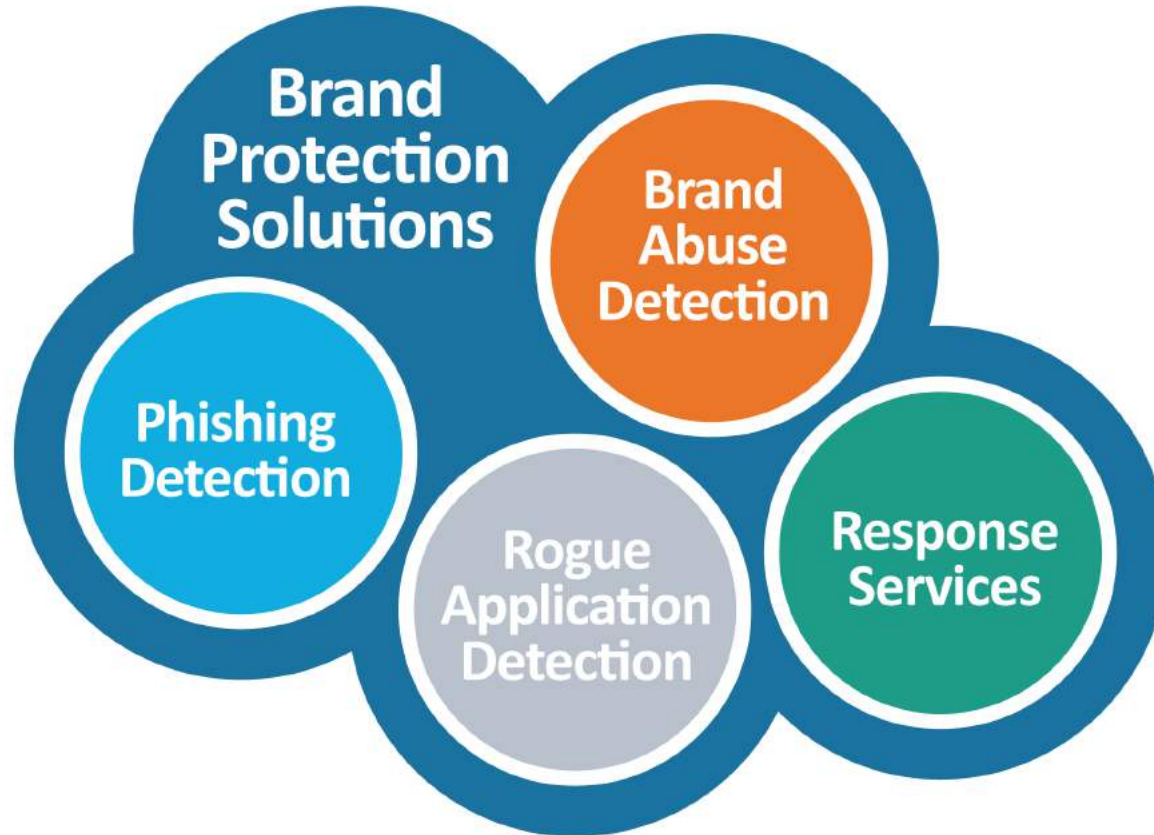 Brand
Protection
Solutions
Brand
Abuse
Detection
Phishing
Detection
Rogue
Application
Detection
Response
Services